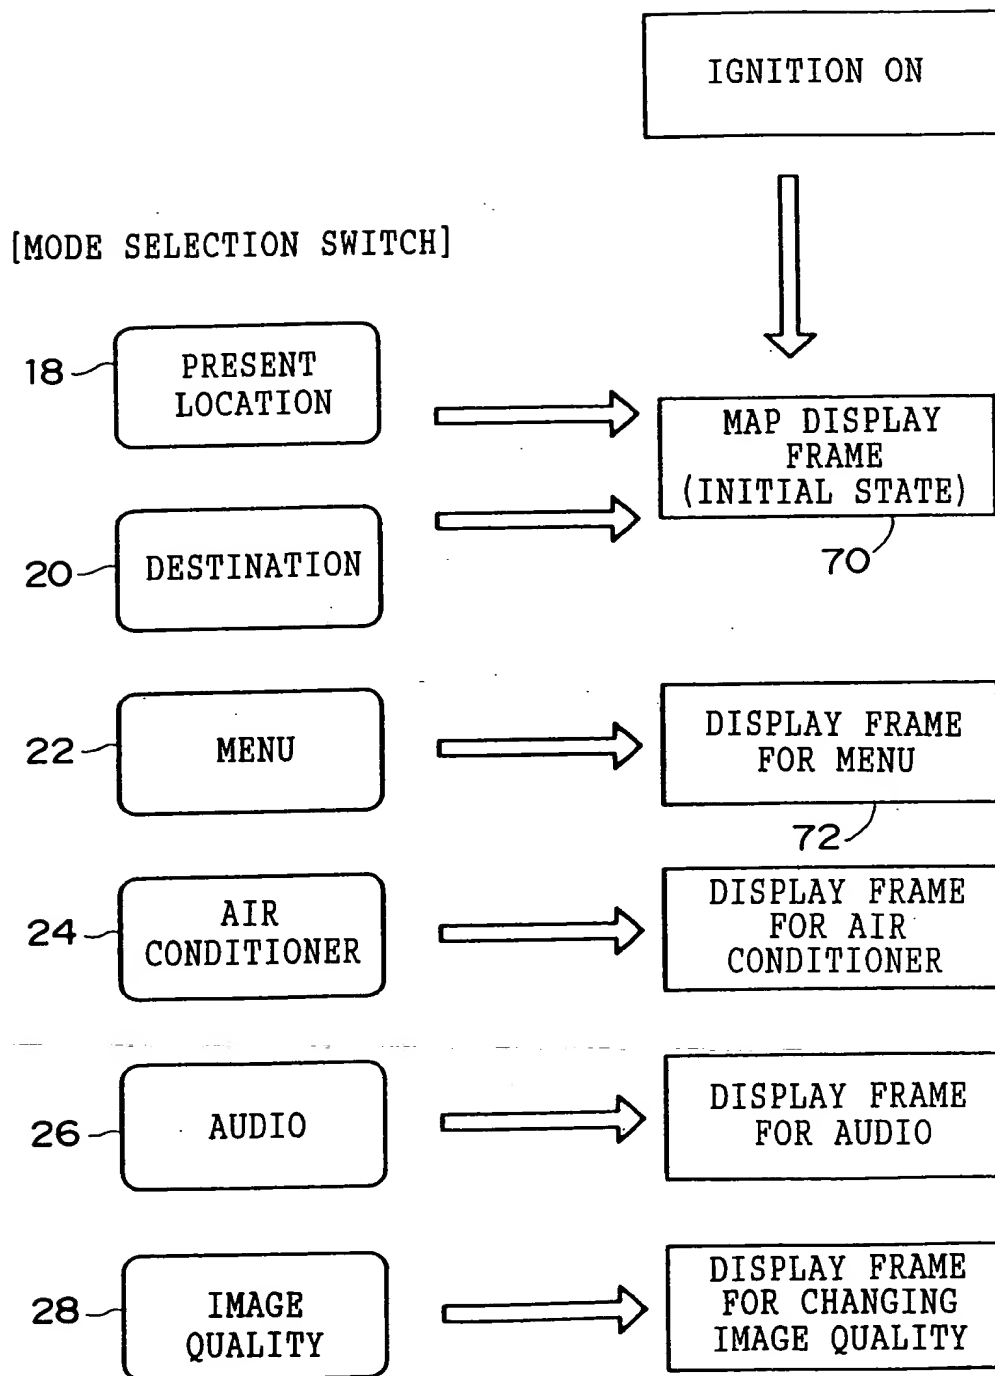 IGNITION ON
[MODE SELECTION SWITCH]
18
PRESENT
LOCATION
MAP DISPLAY
FRAME
(INITIAL STATE)
70
20
DESTINATION
22
MENU
DISPLAY FRAME
FOR MENU
72
24
AIR
CONDITIONER
DISPLAY FRAME
FOR AIR
CONDITIONER
26
AUDIO
DISPLAY FRAME
FOR AUDIO
28
IMAGE
QUALITY
DISPLAY FRAME
FOR CHANGING
IMAGE QUALITY